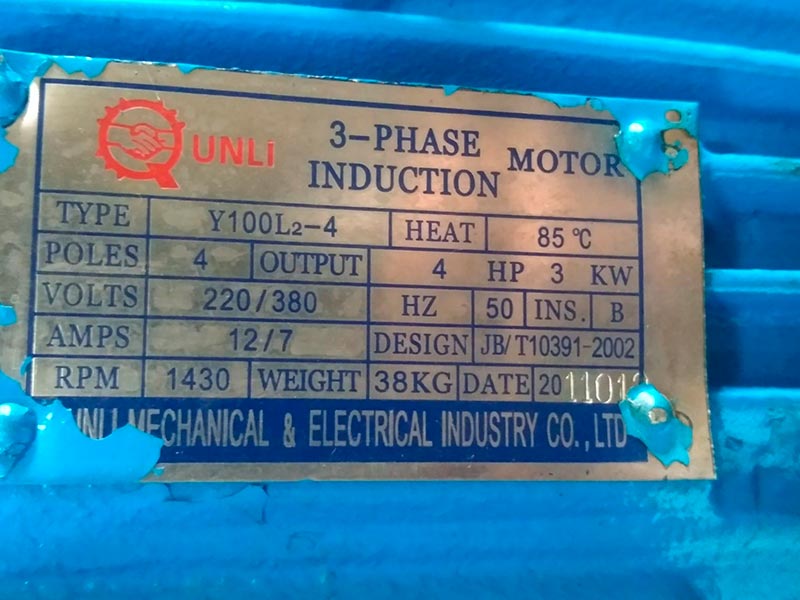 QUNLI
3-PHASE INDUCTION MOTOR
TYPE Y100L2-4 HEAT 85℃
POLES 4 OUTPUT 4 HP 3 KW
VOLTS 220/380 HZ 50 INS. B
AMPS 12/7 DESIGN JB/T10391-2002
RPM 1430 WEIGHT 38KG DATE 201101
UNLI MECHANICAL & ELECTRICAL INDUSTRY CO.,LTD